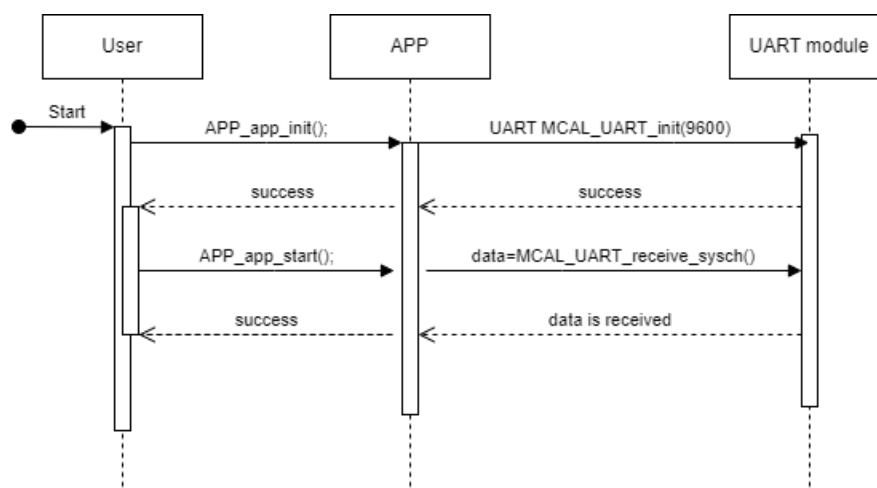 User
APP
UART module
Start
APP_app_init();
UART MCAL_UART_init(9600)
success
success
APP_app_start();
data=MCAL_UART_receive_sysch()
success
data is received